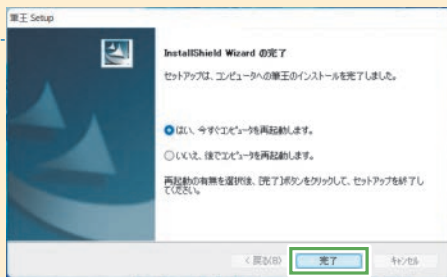 筆王 Setup
InstallShield Wizard の完了
セットアップは、コンピュータへの筆王のインストールを完了しました。
はい、今すぐコンピュータを再起動します。
いいえ、後でコンピュータを再起動します。
再起動の有無を選択後、[完了]ボタンをクリックして、セットアップを終了し
てください。
< 戻る(B)
完了
キャンセル